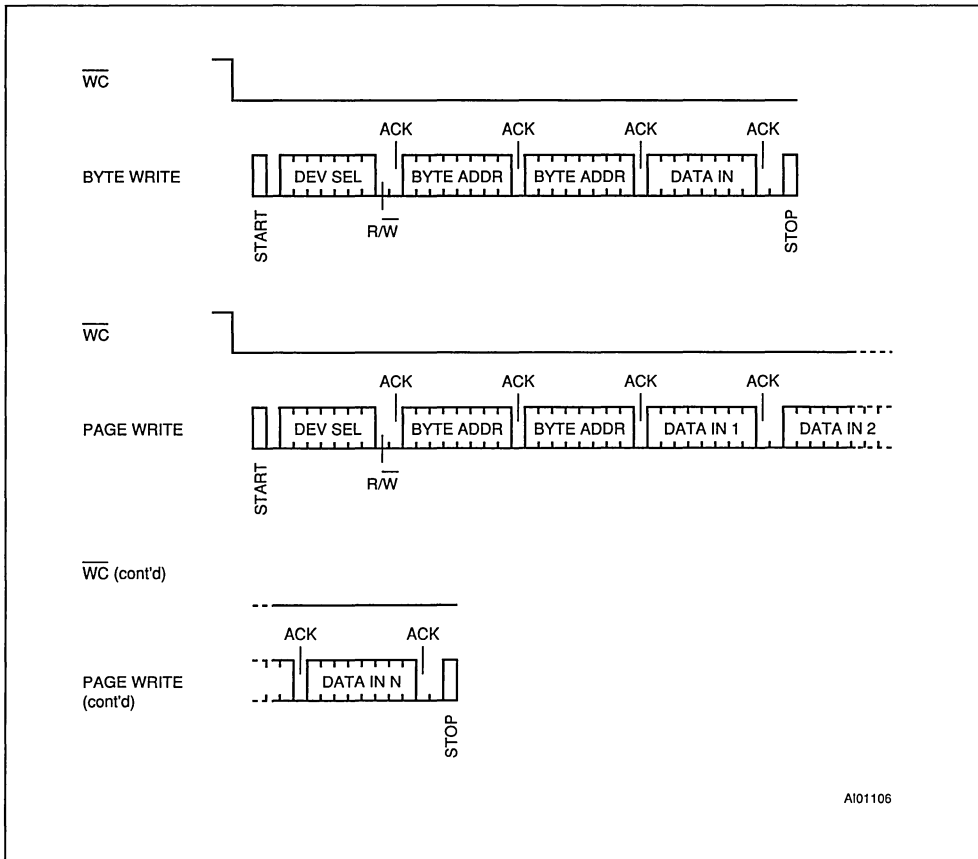 WC
ACK ACK ACK ACK
BYTE WRITE DEV SEL BYTE ADDR BYTE ADDR DATA IN
R/W
START STOP
WC
ACK ACK ACK ACK
PAGE WRITE DEV SEL BYTE ADDR BYTE ADDR DATA IN 1 DATA IN 2
R/W
START
WC (cont'd)
ACK ACK
PAGE WRITE DATA IN N
(cont'd)
STOP
AI01106